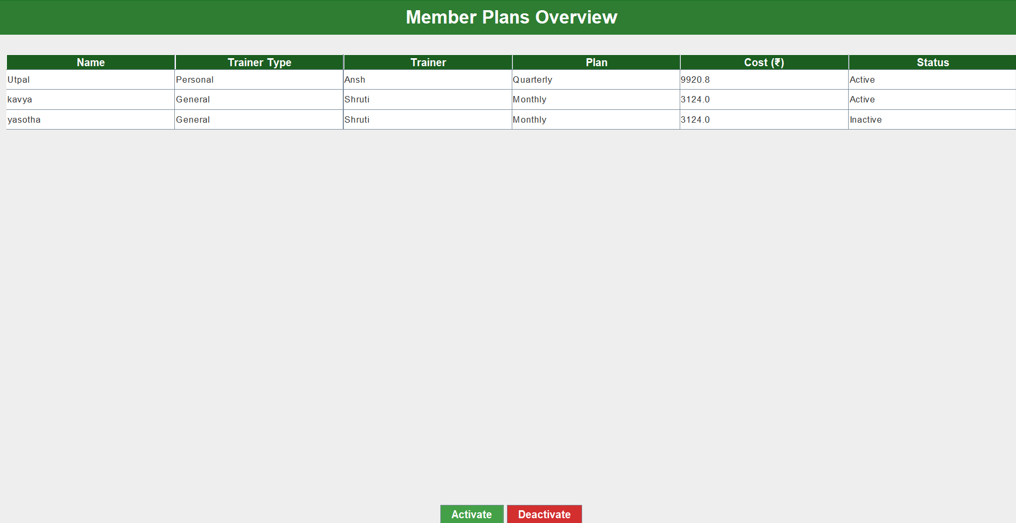 Member Plans Overview
Name Trainer Type Trainer Plan Cost (₹) Status
Utpal Personal Ansh Quarterly 9920.8 Active
kavya General Shruti Monthly 3124.0 Active
yasotha General Shruti Monthly 3124.0 Inactive
Activate Deactivate